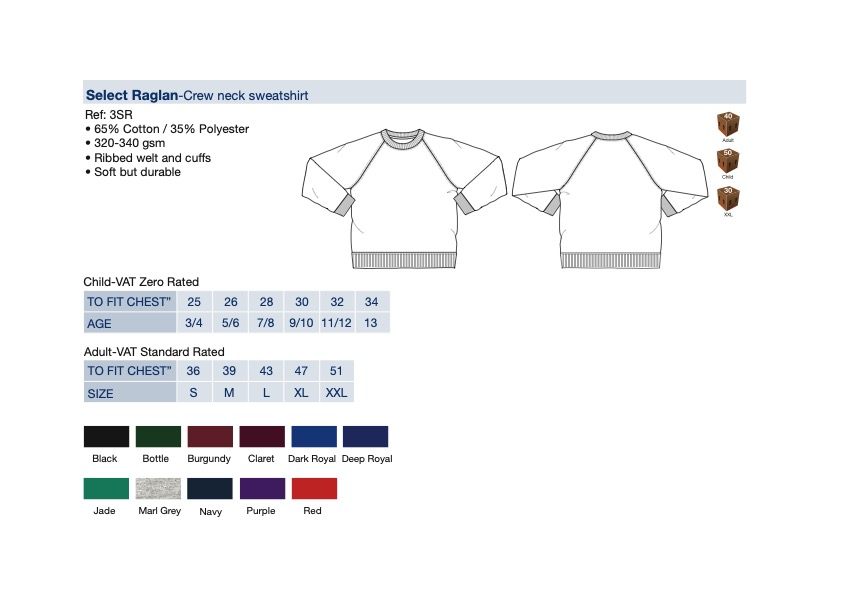 Select Raglan-Crew neck sweatshirt
Ref: 3SR
• 65% Cotton / 35% Polyester
• 320-340 gsm
• Ribbed welt and cuffs
• Soft but durable
40
Adult
50
Child
30
XXL
Child-VAT Zero Rated
TO FIT CHEST" 25 26 28 30 32 34
AGE 3/4 5/6 7/8 9/10 11/12 13
Adult-VAT Standard Rated
TO FIT CHEST" 36 39 43 47 51
SIZE S M L XL XXL
Black Bottle Burgundy Claret Dark Royal Deep Royal
Jade Marl Grey Navy Purple Red